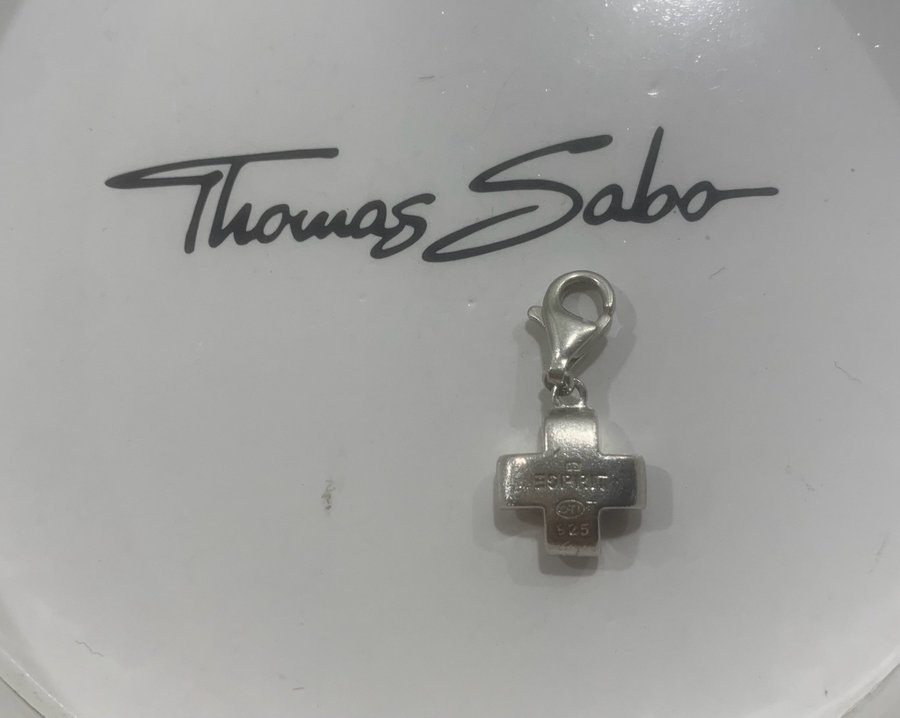 Thomas Sabo
ESPRIT
925